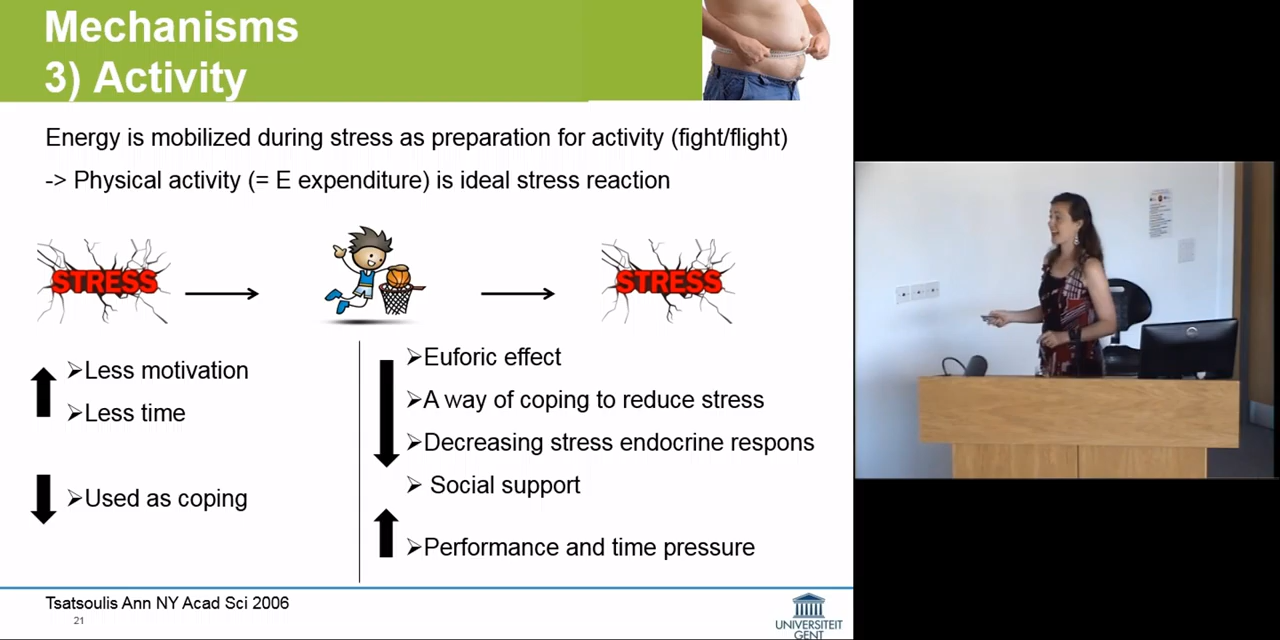 Mechanisms
3) Activity
Energy is mobilized during stress as preparation for activity (fight/flight)
-> Physical activity (= E expenditure) is ideal stress reaction
STRESS
STRESS
➢Less motivation
➢Less time
➢Used as coping
➢Euforic effect
➢A way of coping to reduce stress
➢Decreasing stress endocrine respons
➢ Social support
➢Performance and time pressure
Tsatsoulis Ann NY Acad Sci 2006
21
UNIVERSITEIT
GENT